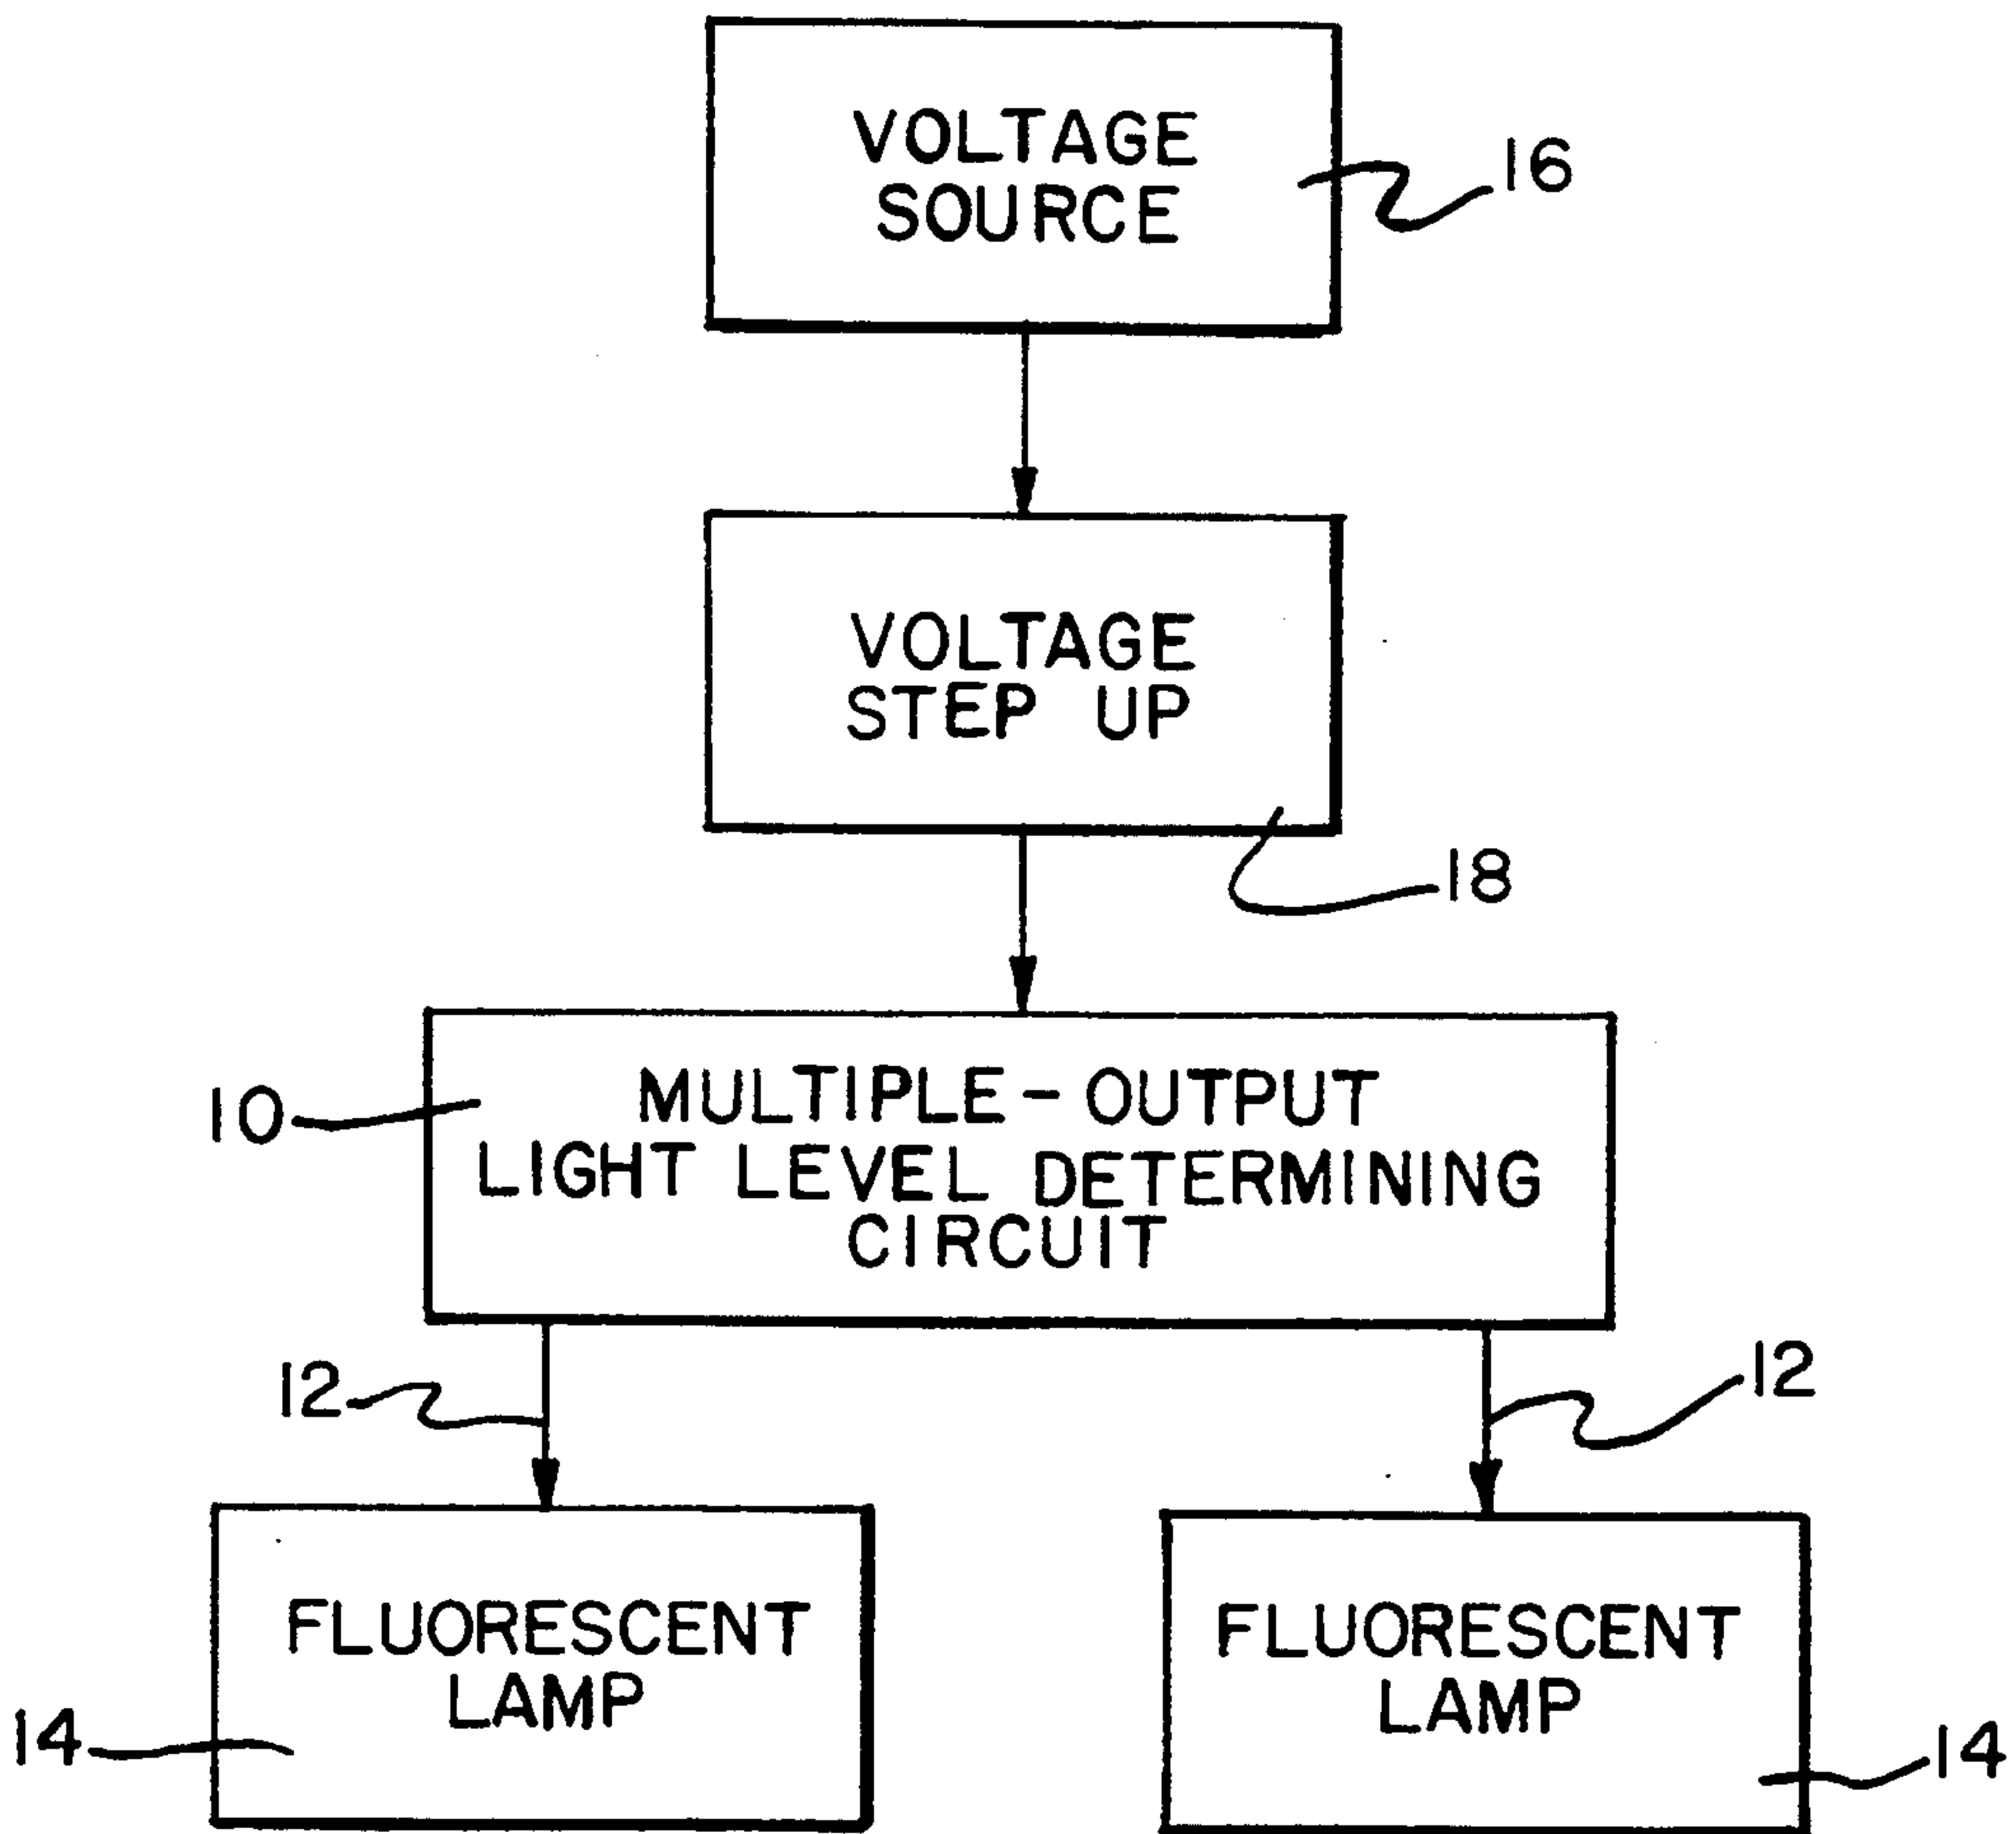 VOLTAGE
SOURCE
16
VOLTAGE
STEP UP
18
10
MULTIPLE-OUTPUT
LIGHT LEVEL DETERMINING
CIRCUIT
12
12
FLUORESCENT
LAMP
14
FLUORESCENT
LAMP
14